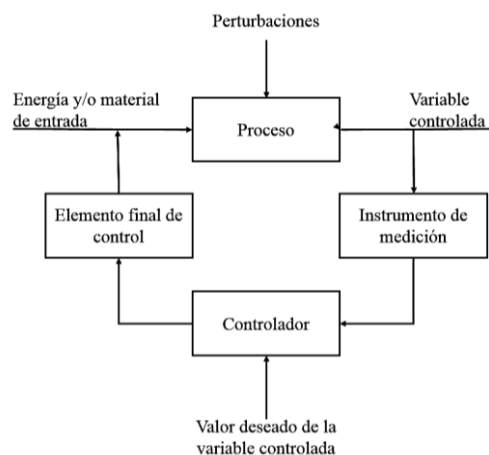 Perturbaciones
Energía y/o material
de entrada
Proceso
Variable
controlada
Elemento final de
control
Instrumento de
medición
Controlador
Valor deseado de la
variable controlada